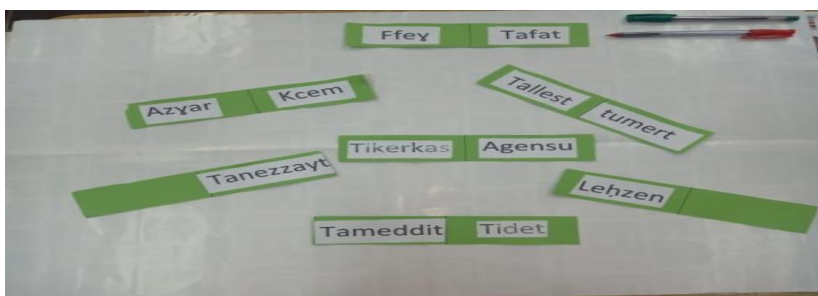 Ffeɣ Tafat
Azɣar Kcem
Tallest tumert
Tikerkas Agensu
Tanezzayt
Leḥzen
Tameddit Tidet